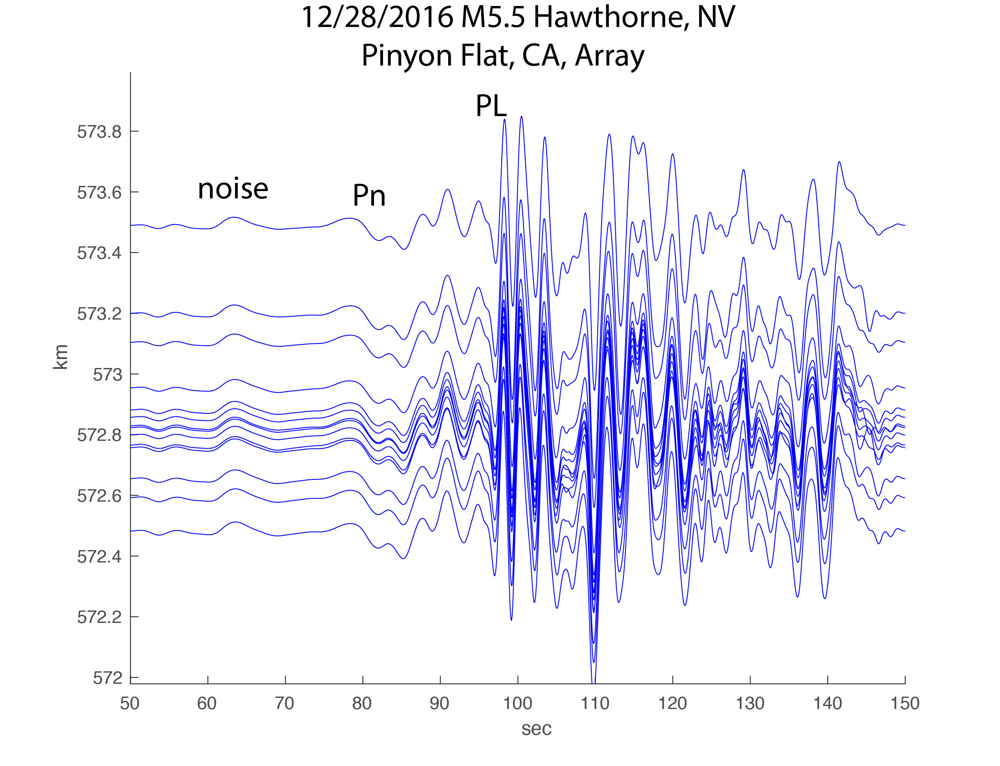 12/28/2016 M5.5 Hawthorne, NV
Pinyon Flat, CA, Array
PL
noise
Pn
573.8
573.6
573.4
573.2
573
572.8
572.6
572.4
572.2
572
km
50 60 70 80 90 100 110 120 130 140 150
sec